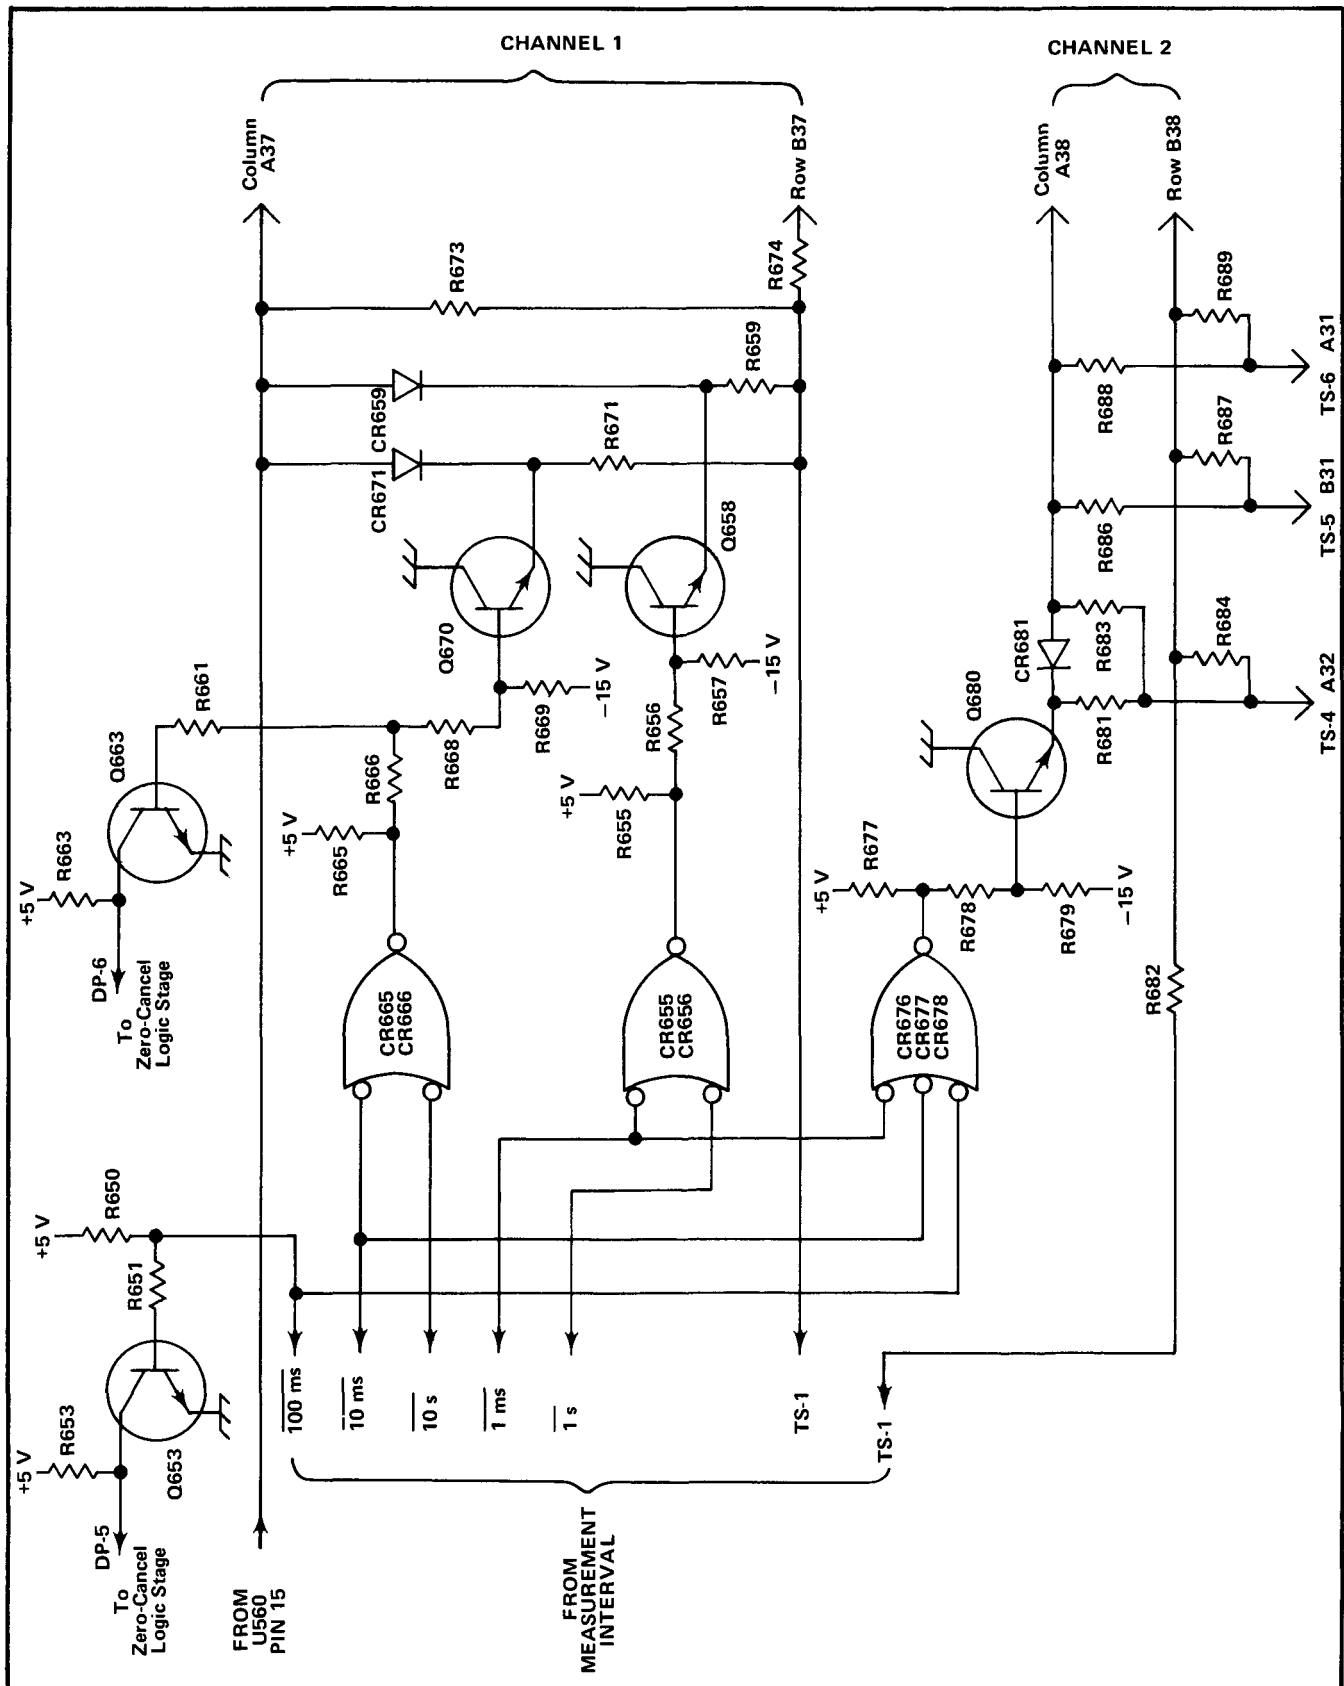 CHANNEL 1
CHANNEL 2
Column
A37
Row B37
Column
A38
Row B38
R673
R674
R659
CR659
CR671
R671
Q658
Q670
R689
R688
TS-6 A31
R687
R686
TS-5 B31
R684
R683
CR681
R681
TS-4 A32
Q680
R661
Q663
R669
−15 V
R668
R657
−15 V
R656
R666
+5 V
R665
+5 V
R655
R663
+5 V
DP-6
To
Zero-Cancel
Logic Stage
+5 V
R677
R678
R679
−15 V
R682
CR665
CR666
CR655
CR656
CR676
CR677
CR678
R650
+5 V
R651
R653
+5 V
Q653
DP-5
To
Zero-Cancel
Logic Stage
100 ms
10 ms
10 s
1 ms
1 s
TS-1
TS-1
FROM
U560
PIN 15
FROM
MEASUREMENT
INTERVAL